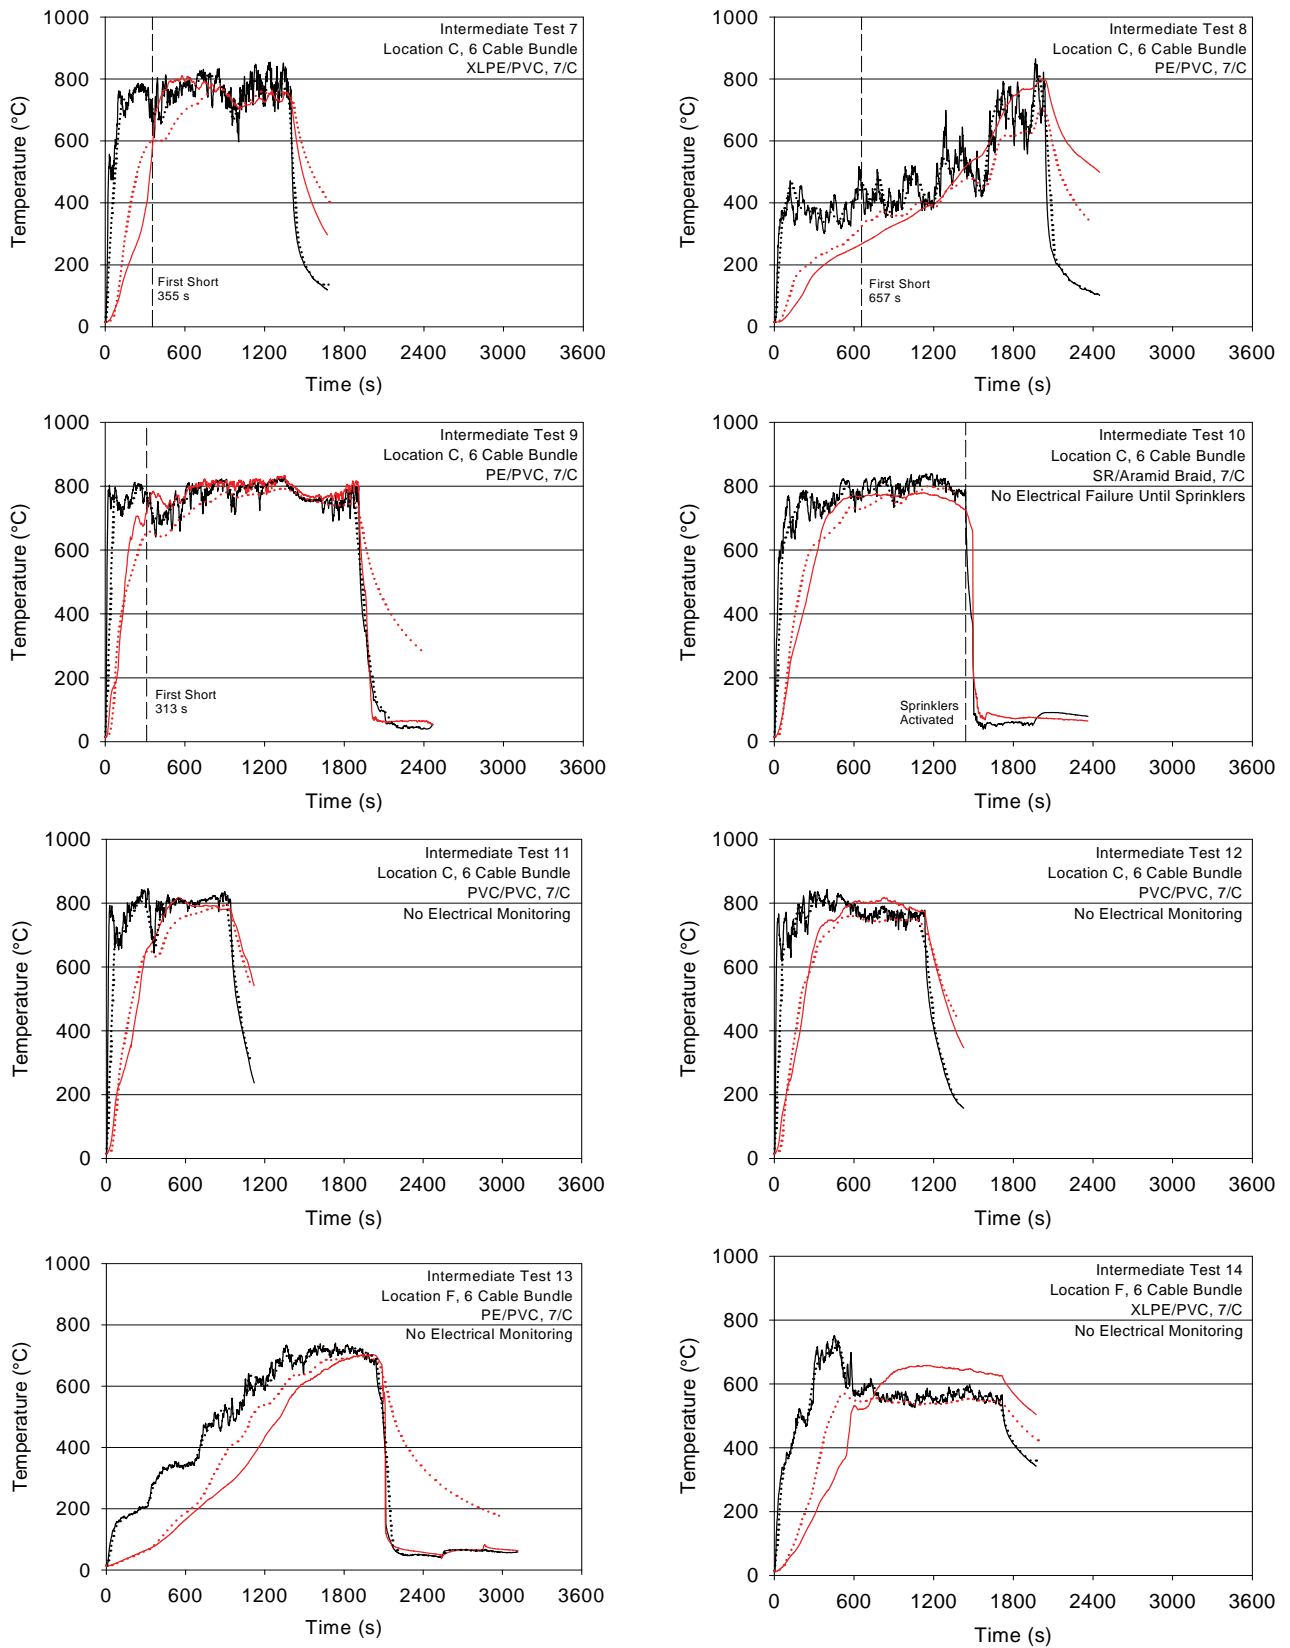 Intermediate Test 7
Location C, 6 Cable Bundle
XLPE/PVC, 7/C
Temperature (°C)
1000
800
600
400
200
0
First Short
355 s
0 600 1200 1800 2400 3000 3600
Time (s)
Intermediate Test 8
Location C, 6 Cable Bundle
PE/PVC, 7/C
Temperature (°C)
1000
800
600
400
200
0
First Short
657 s
0 600 1200 1800 2400 3000 3600
Time (s)
Intermediate Test 9
Location C, 6 Cable Bundle
PE/PVC, 7/C
Temperature (°C)
1000
800
600
400
200
0
First Short
313 s
0 600 1200 1800 2400 3000 3600
Time (s)
Intermediate Test 10
Location C, 6 Cable Bundle
SR/Aramid Braid, 7/C
No Electrical Failure Until Sprinklers
Temperature (°C)
1000
800
600
400
200
0
Sprinklers
Activated
0 600 1200 1800 2400 3000 3600
Time (s)
Intermediate Test 11
Location C, 6 Cable Bundle
PVC/PVC, 7/C
No Electrical Monitoring
Temperature (°C)
1000
800
600
400
200
0
0 600 1200 1800 2400 3000 3600
Time (s)
Intermediate Test 12
Location C, 6 Cable Bundle
PVC/PVC, 7/C
No Electrical Monitoring
Temperature (°C)
1000
800
600
400
200
0
0 600 1200 1800 2400 3000 3600
Time (s)
Intermediate Test 13
Location F, 6 Cable Bundle
PE/PVC, 7/C
No Electrical Monitoring
Temperature (°C)
1000
800
600
400
200
0
0 600 1200 1800 2400 3000 3600
Time (s)
Intermediate Test 14
Location F, 6 Cable Bundle
XLPE/PVC, 7/C
No Electrical Monitoring
Temperature (°C)
1000
800
600
400
200
0
0 600 1200 1800 2400 3000 3600
Time (s)